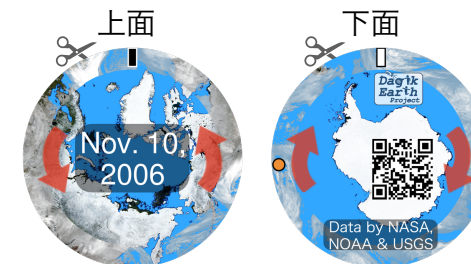 上面
下面
Nov. 10,
2006
Dagik
Earth
Project
Data by NASA,
NOAA & USGS